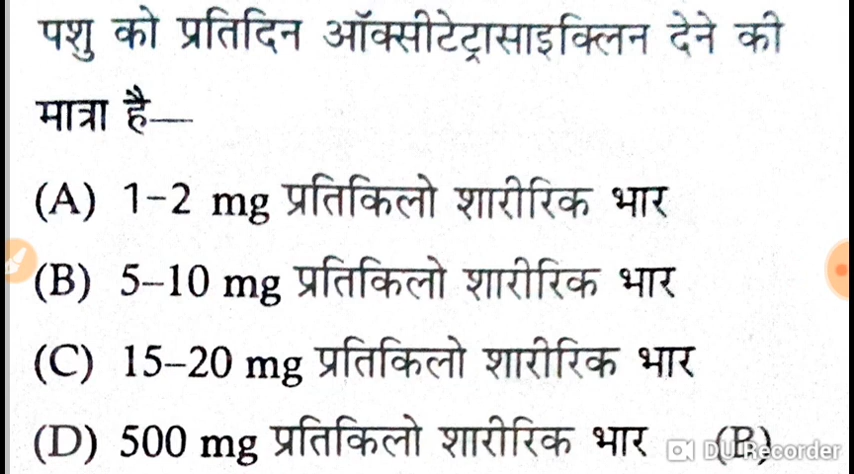 पशु को प्रतिदिन ऑक्सीटेट्रासाइक्लिन देने की
मात्रा है—
(A) 1-2 mg प्रतिकिलो शारीरिक भार
(B) 5–10 mg प्रतिकिलो शारीरिक भार
(C) 15–20 mg प्रतिकिलो शारीरिक भार
(D) 500 mg प्रतिकिलो शारीरिक भार (B)
DU Recorder